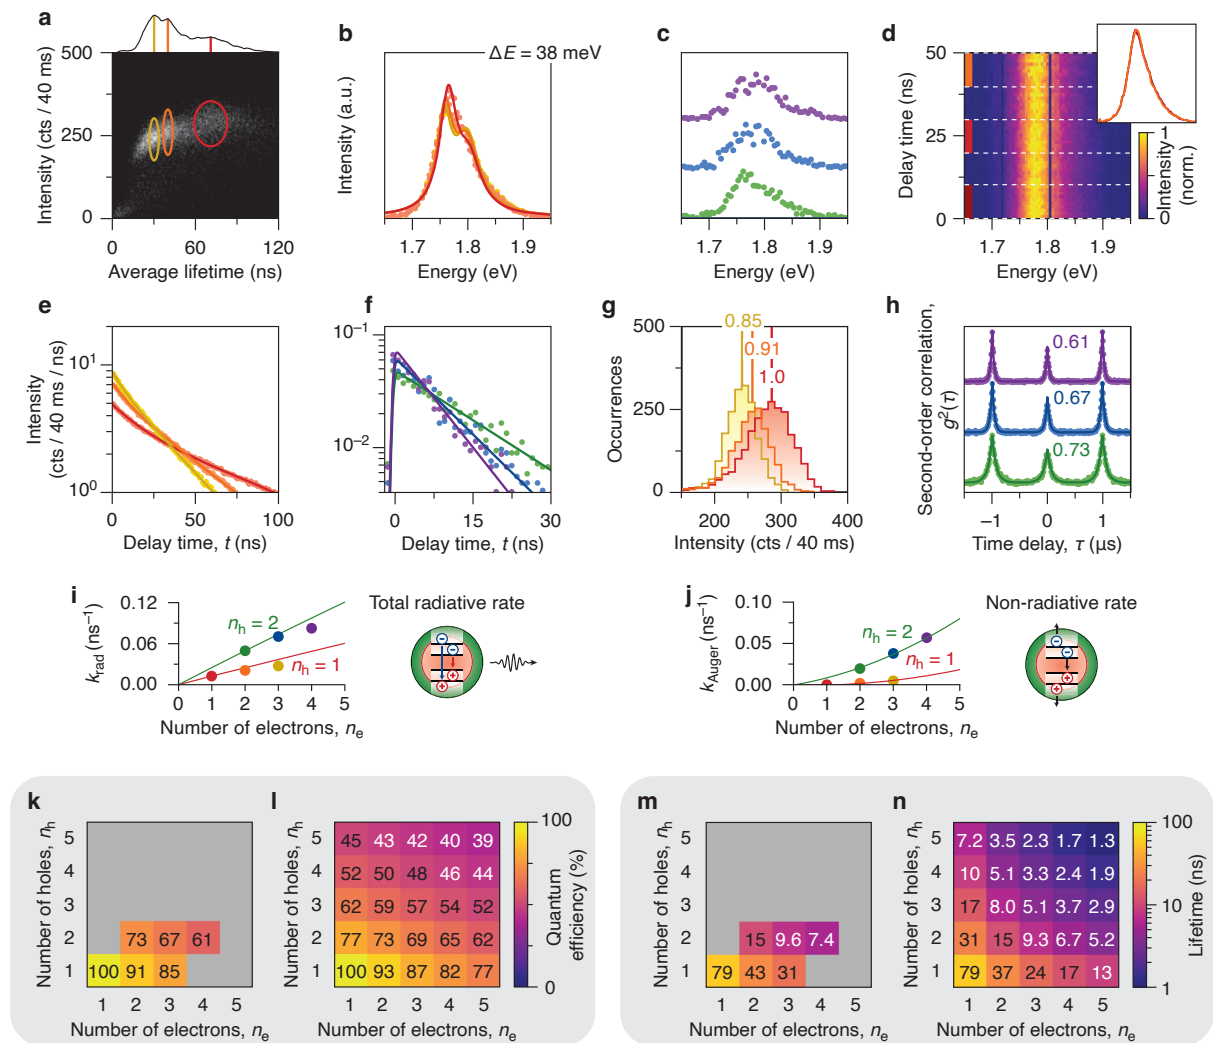 a
500
250
0
Intensity (cts / 40 ms)
0 60 120
Average lifetime (ns)
b
ΔE = 38 meV
Intensity (a.u.)
1.7 1.8 1.9
Energy (eV)
c
1.7 1.8 1.9
Energy (eV)
d
50
25
0
Delay time (ns)
1.7 1.8 1.9
Energy (eV)
1
0
Intensity
(norm.)
e
10¹
10⁰
Intensity
(cts / 40 ms / ns)
0 50 100
Delay time, t (ns)
f
10⁻¹
10⁻²
0 15 30
Delay time, t (ns)
g
500
250
0
Occurrences
0.85
0.91
1.0
200 300 400
Intensity (cts / 40 ms)
h
Second-order correlation,
g²(τ)
0.61
0.67
0.73
−1 0 1
Time delay, τ (µs)
i
0.12
0.06
0.00
k_rad (ns⁻¹)
n_h = 2
n_h = 1
0 1 2 3 4 5
Number of electrons, n_e
Total radiative rate
j
0.10
0.05
0.00
k_Auger (ns⁻¹)
n_h = 2
n_h = 1
0 1 2 3 4 5
Number of electrons, n_e
Non-radiative rate
k
Number of holes, n_h
5
4
3
2 73 67 61
1 100 91 85
1 2 3 4 5
Number of electrons, n_e
l
5 45 43 42 40 39
4 52 50 48 46 44
3 62 59 57 54 52
2 77 73 69 65 62
1 100 93 87 82 77
1 2 3 4 5
Number of electrons, n_e
100
0
Quantum
efficiency (%)
m
Number of holes, n_h
5
4
3
2 15 9.6 7.4
1 79 43 31
1 2 3 4 5
Number of electrons, n_e
n
5 7.2 3.5 2.3 1.7 1.3
4 10 5.1 3.3 2.4 1.9
3 17 8.0 5.1 3.7 2.9
2 31 15 9.3 6.7 5.2
1 79 37 24 17 13
1 2 3 4 5
Number of electrons, n_e
100
10
1
Lifetime (ns)